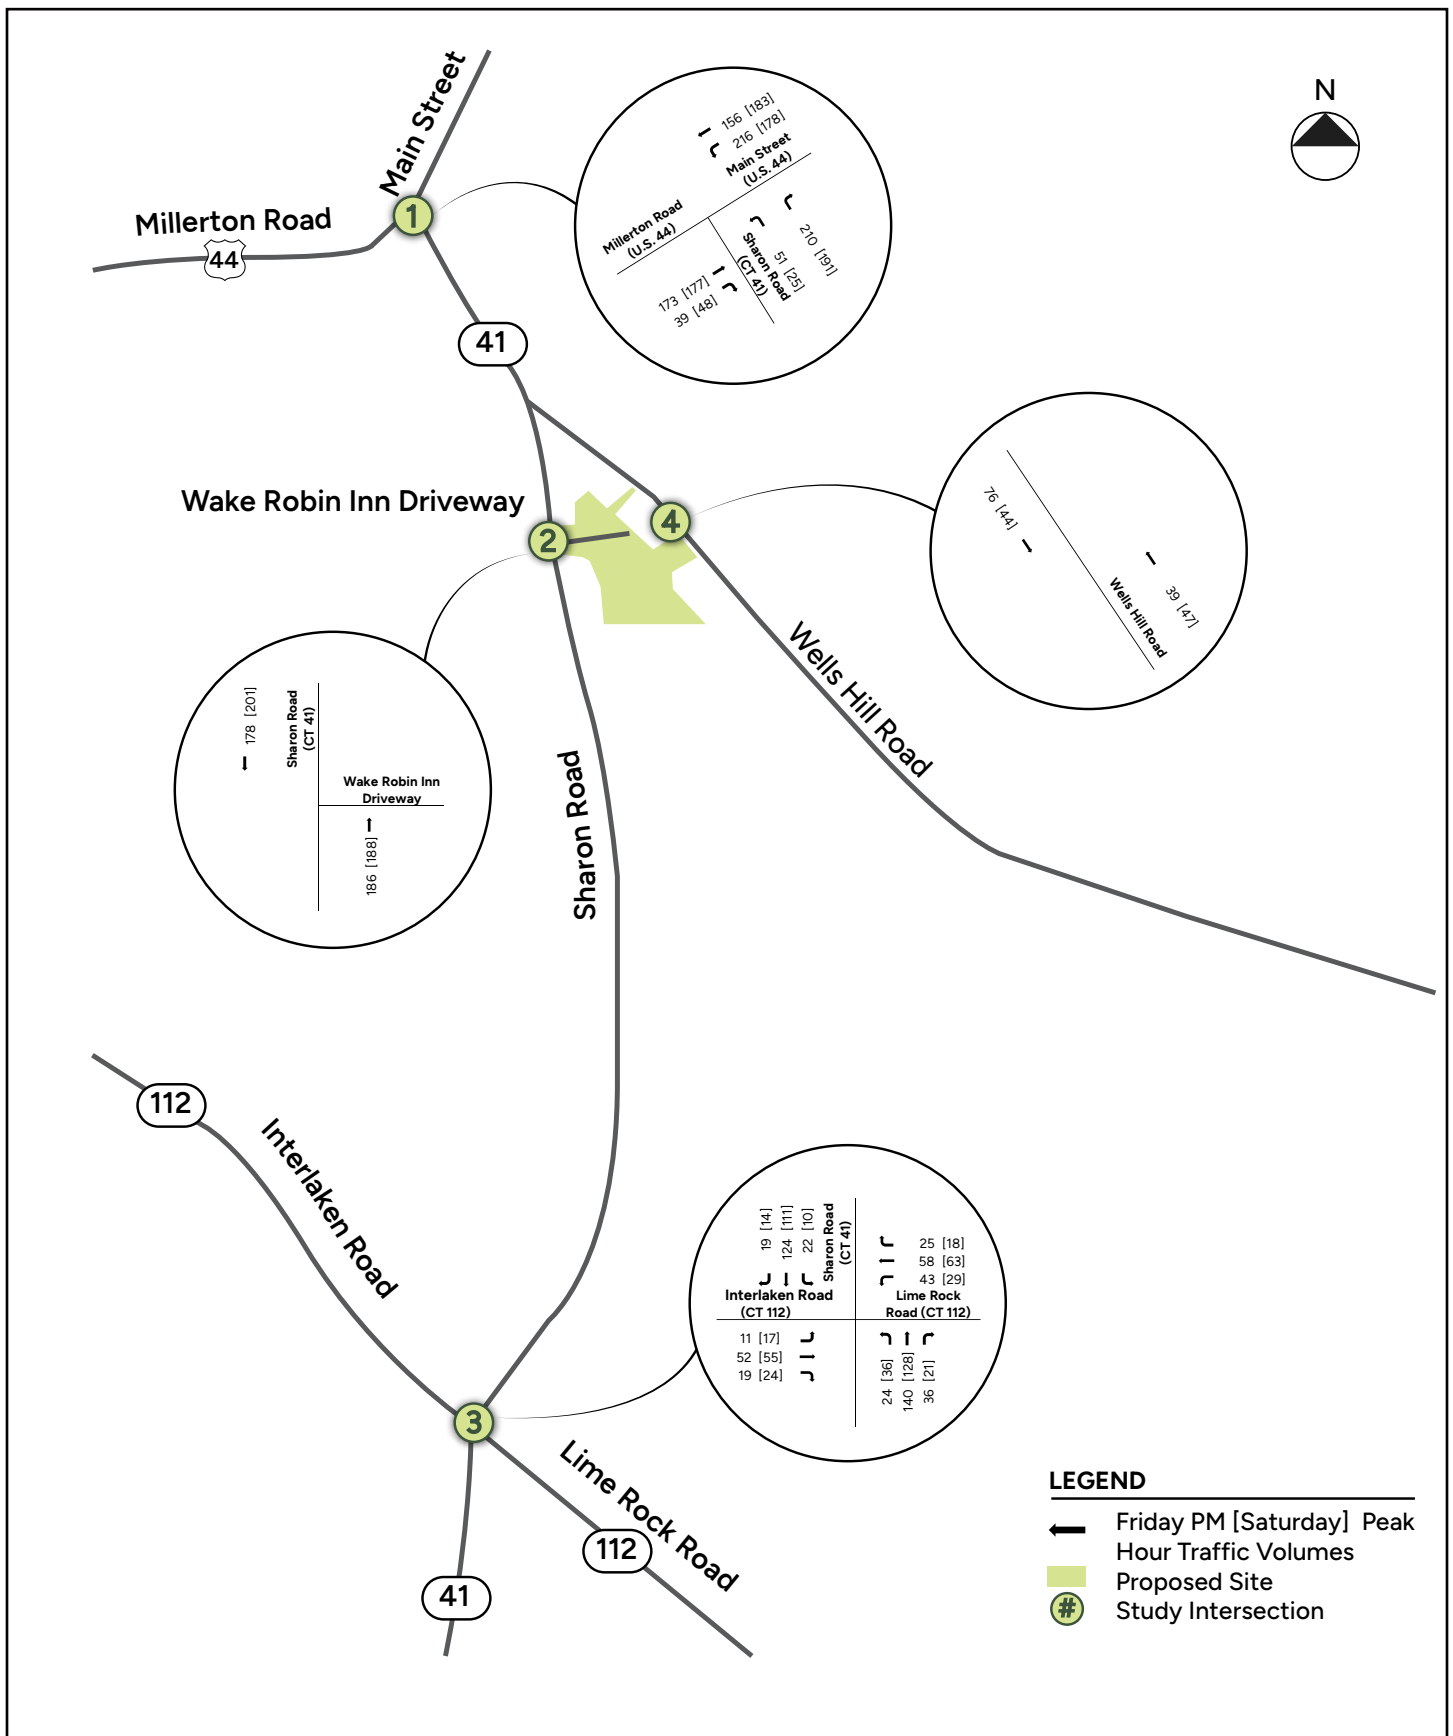 N
Main Street
Millerton Road
44
1
41
156 [183]
216 [178]
Main Street
(U.S. 44)
Millerton Road
(U.S. 44)
173 [177]
39 [48]
Sharon Road
(CT 41)
51 [25]
210 [191]
Wake Robin Inn Driveway
2
4
76 [44]
39 [47]
Wells Hill Road
Wells Hill Road
178 [201]
Sharon Road
(CT 41)
Wake Robin Inn
Driveway
186 [188]
Sharon Road
112
Interlaken Road
19 [14]
124 [111]
22 [10]
Sharon Road
(CT 41)
25 [18]
58 [63]
43 [29]
Interlaken Road
(CT 112)
Lime Rock
Road (CT 112)
11 [17]
52 [55]
19 [24]
24 [36]
140 [128]
36 [21]
3
Lime Rock Road
112
41
LEGEND
Friday PM [Saturday] Peak
Hour Traffic Volumes
Proposed Site
# Study Intersection